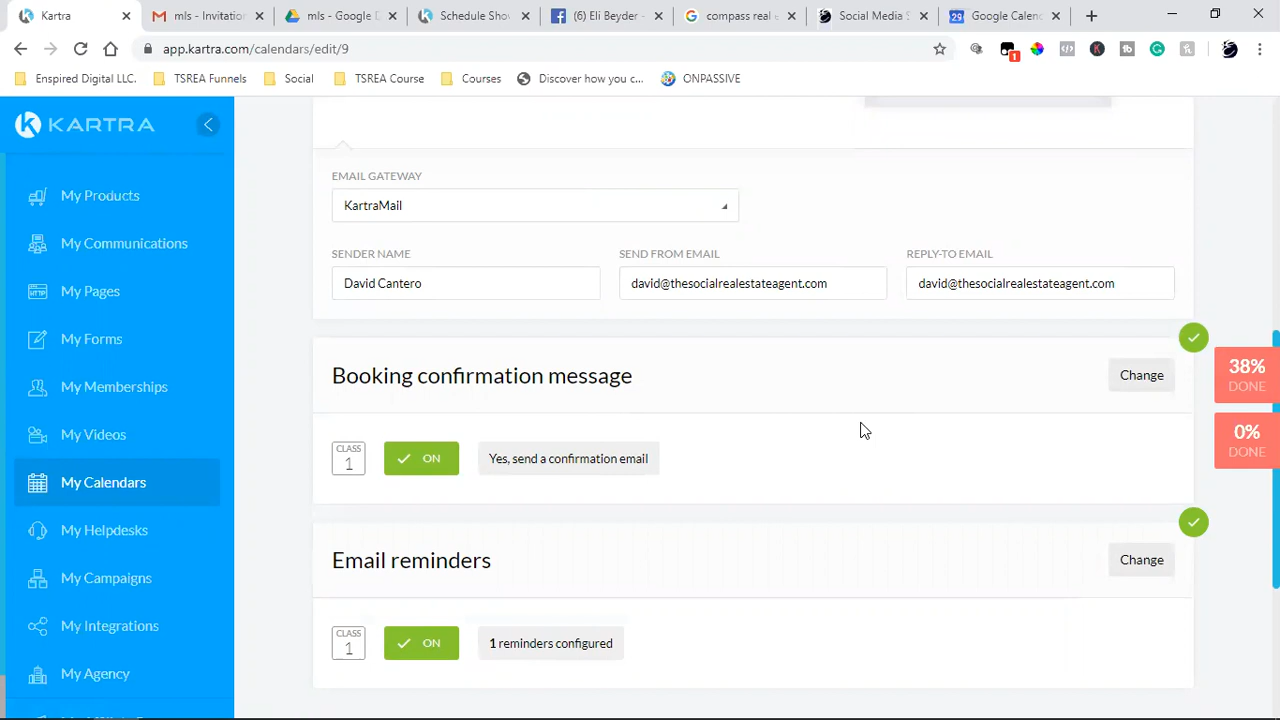 Kartra
mls - Invitation
mls - Google D
Schedule Sho
(6) Eli Beyder -
compass real e
Social Media S
Google Calen
app.kartra.com/calendars/edit/9
1
Enspired Digital LLC.
TSREA Funnels
Social
TSREA Course
Courses
Discover how you c...
ONPASSIVE
KARTRA
My Products
My Communications
My Pages
My Forms
My Memberships
My Videos
My Calendars
My Helpdesks
My Campaigns
My Integrations
My Agency
EMAIL GATEWAY
KartraMail
SENDER NAME
SEND FROM EMAIL
REPLY-TO EMAIL
David Cantero
david@thesocialrealestateagent.com
david@thesocialrealestateagent.com
Booking confirmation message
Change
CLASS
1
ON
Yes, send a confirmation email
Email reminders
Change
CLASS
1
ON
1 reminders configured
38%
DONE
0%
DONE